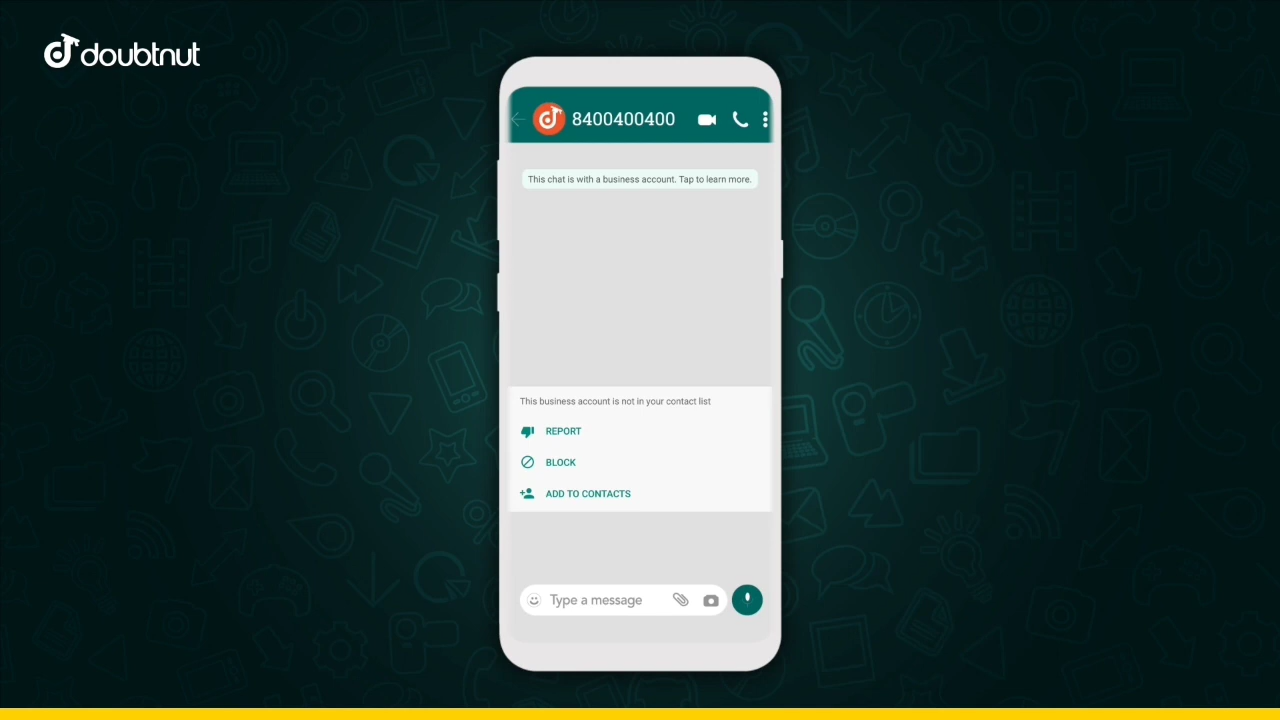 doubtnut
8400400400
This chat is with a business account. Tap to learn more.
This business account is not in your contact list
REPORT
BLOCK
ADD TO CONTACTS
Type a message